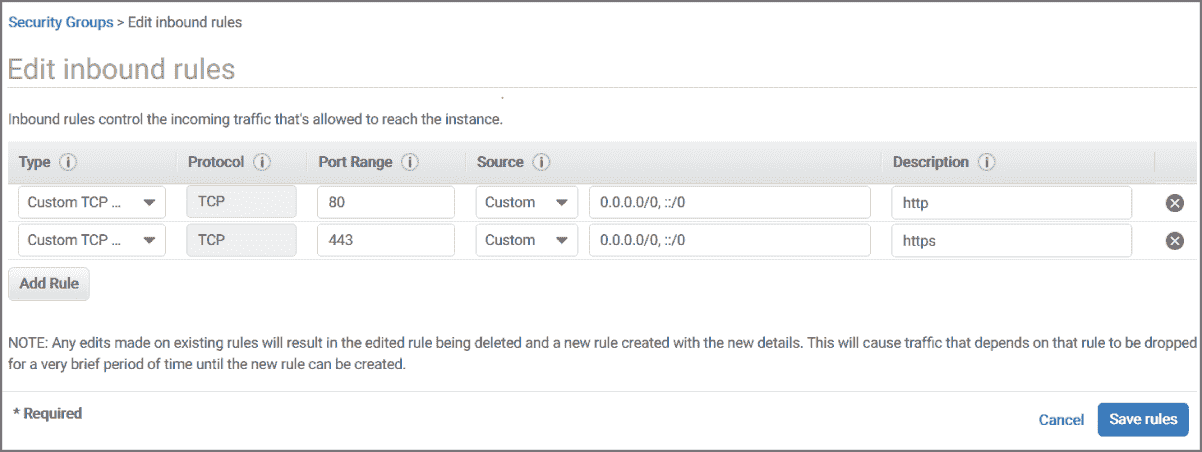 Security Groups > Edit inbound rules
Edit inbound rules
Inbound rules control the incoming traffic that's allowed to reach the instance.
Type i Protocol i Port Range i Source i Description i
Custom TCP ... TCP 80 Custom 0.0.0.0/0, ::/0 http
Custom TCP ... TCP 443 Custom 0.0.0.0/0, ::/0 https
Add Rule
NOTE: Any edits made on existing rules will result in the edited rule being deleted and a new rule created with the new details. This will cause traffic that depends on that rule to be dropped
for a very brief period of time until the new rule can be created.
* Required
Cancel Save rules